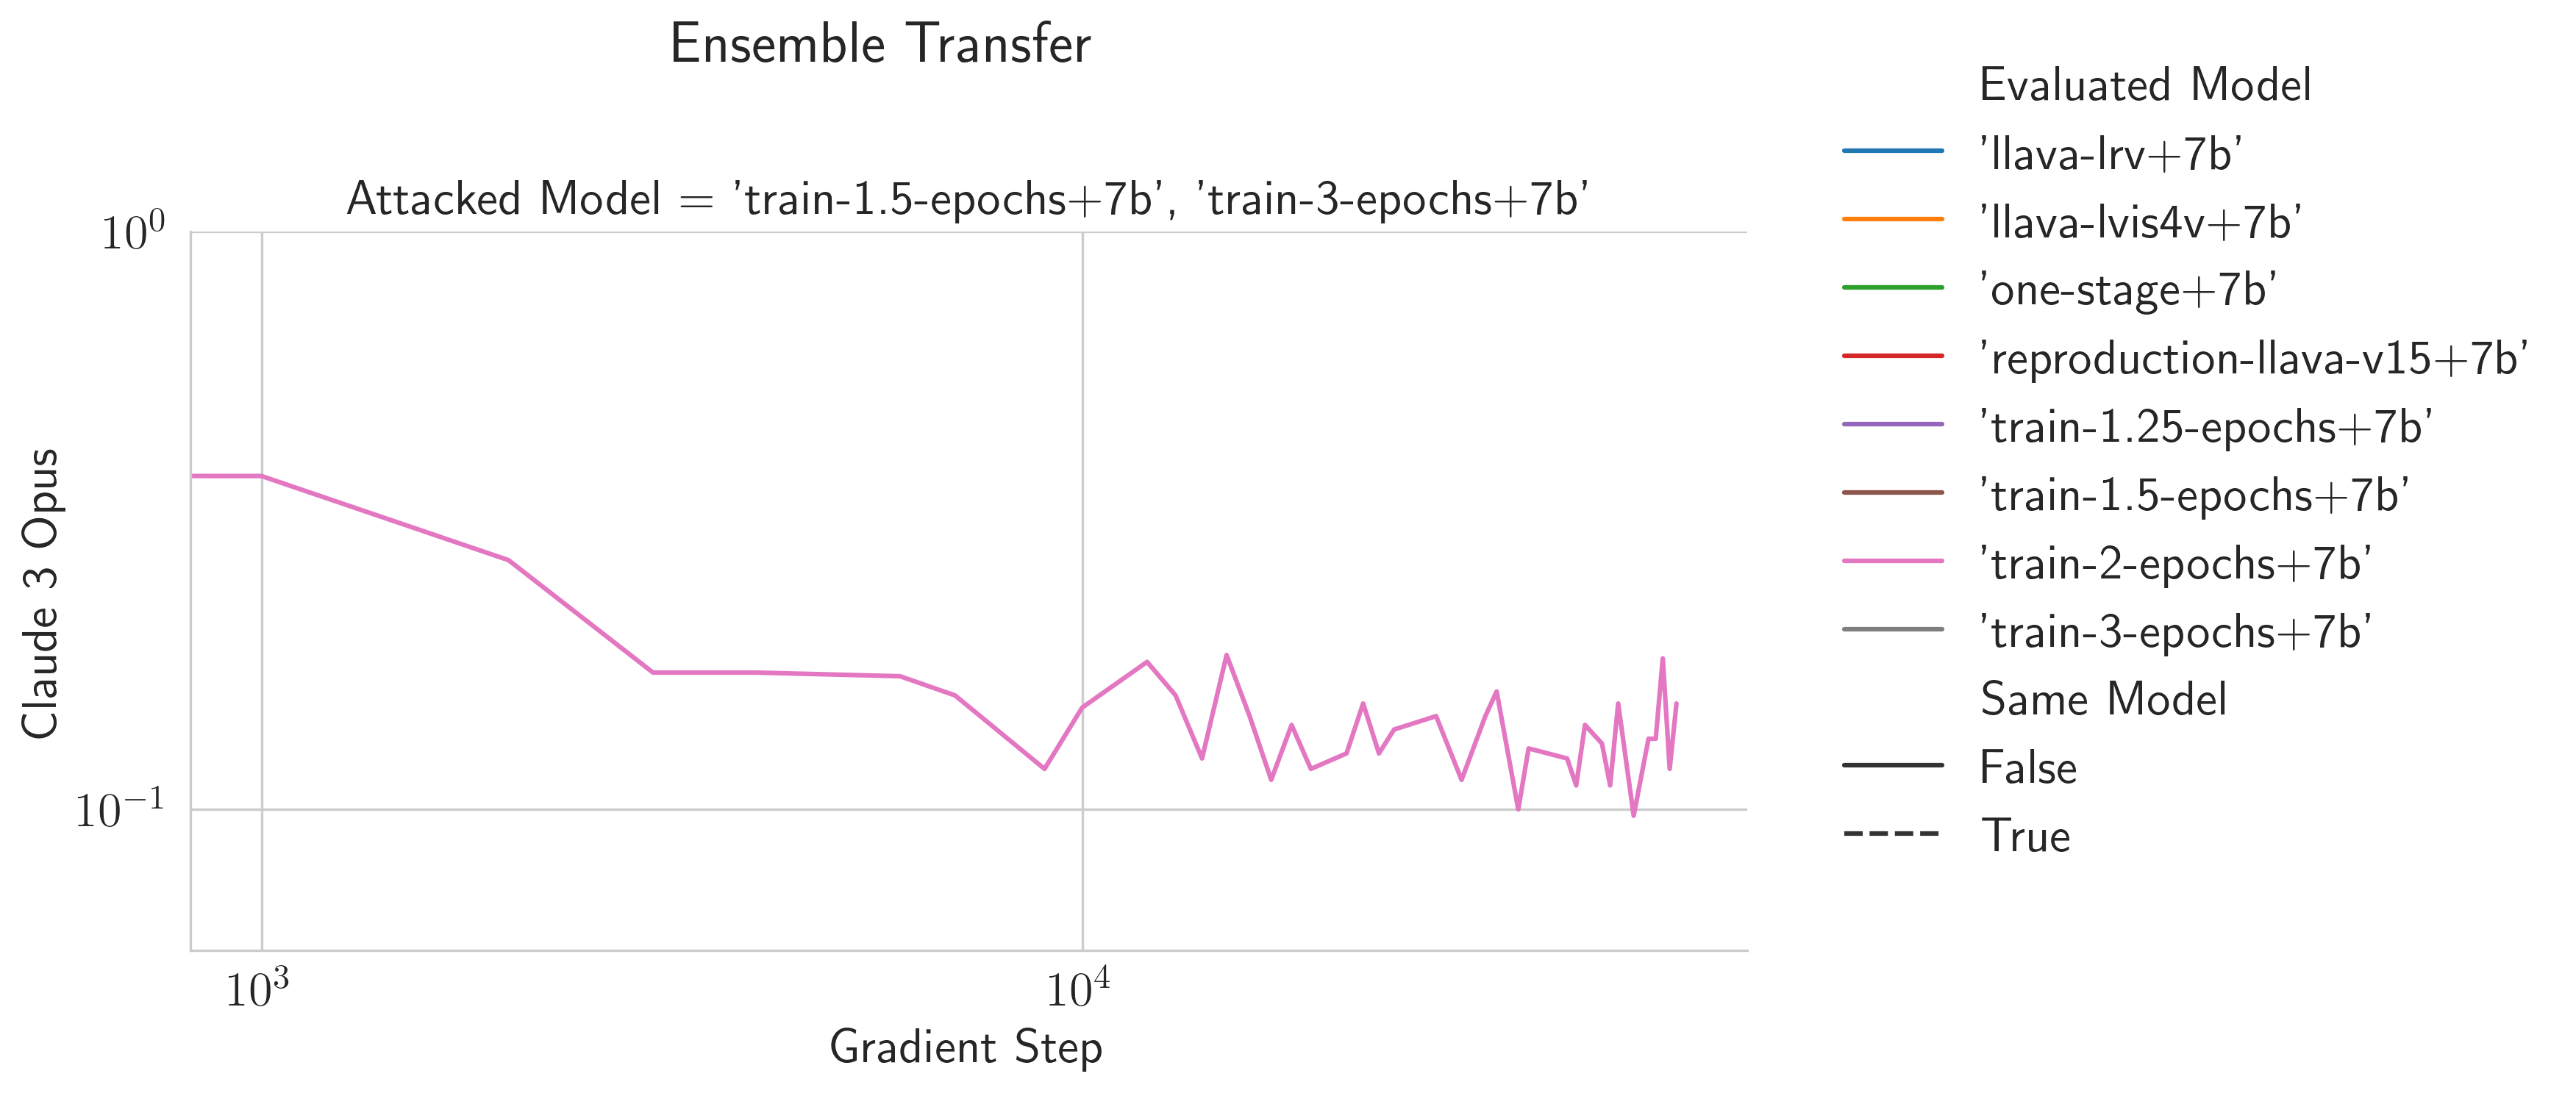 Ensemble Transfer
Attacked Model = 'train-1.5-epochs+7b', 'train-3-epochs+7b'
10^0
10^-1
Claude 3 Opus
10^3
10^4
Gradient Step
Evaluated Model
'llava-lrv+7b'
'llava-lvis4v+7b'
'one-stage+7b'
'reproduction-llava-v15+7b'
'train-1.25-epochs+7b'
'train-1.5-epochs+7b'
'train-2-epochs+7b'
'train-3-epochs+7b'
Same Model
False
True